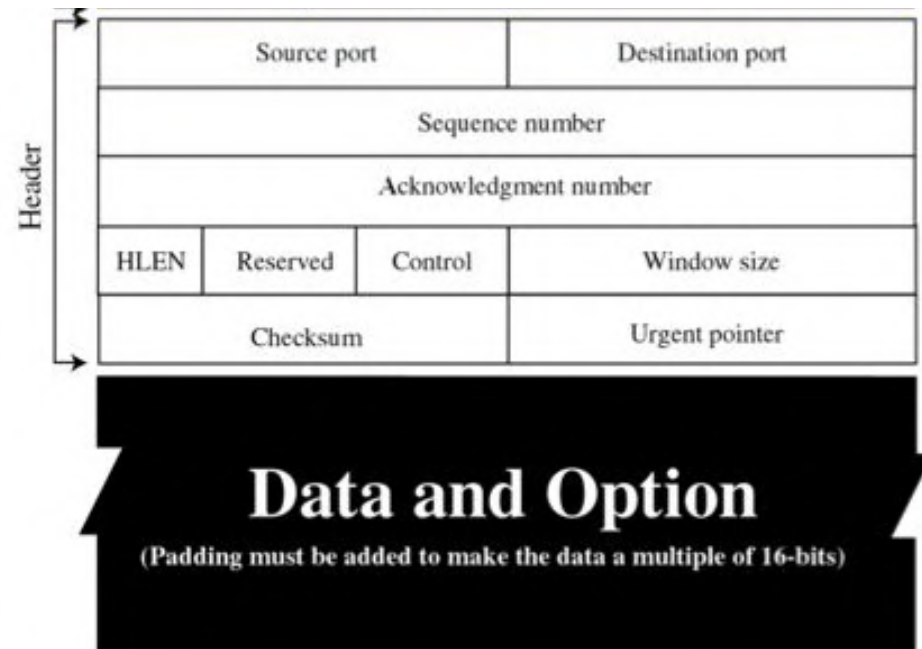 Header
Source port
Destination port
Sequence number
Acknowledgment number
HLEN
Reserved
Control
Window size
Checksum
Urgent pointer
Data and Option
(Padding must be added to make the data a multiple of 16-bits)